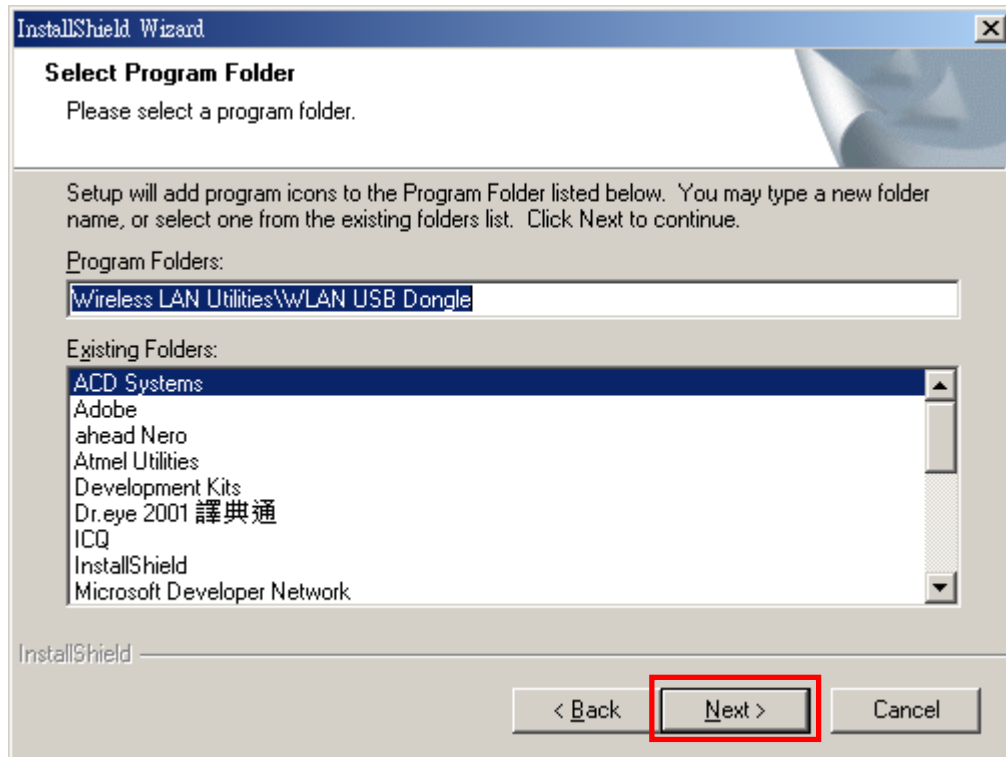 InstallShield Wizard
Select Program Folder
Please select a program folder.
Setup will add program icons to the Program Folder listed below.  You may type a new folder
name, or select one from the existing folders list.  Click Next to continue.
Program Folders:
Wireless LAN Utilities\WLAN USB Dongle
Existing Folders:
ACD Systems
Adobe
ahead Nero
Atmel Utilities
Development Kits
Dr.eye 2001 譯典通
ICQ
InstallShield
Microsoft Developer Network
InstallShield
< Back
Next >
Cancel